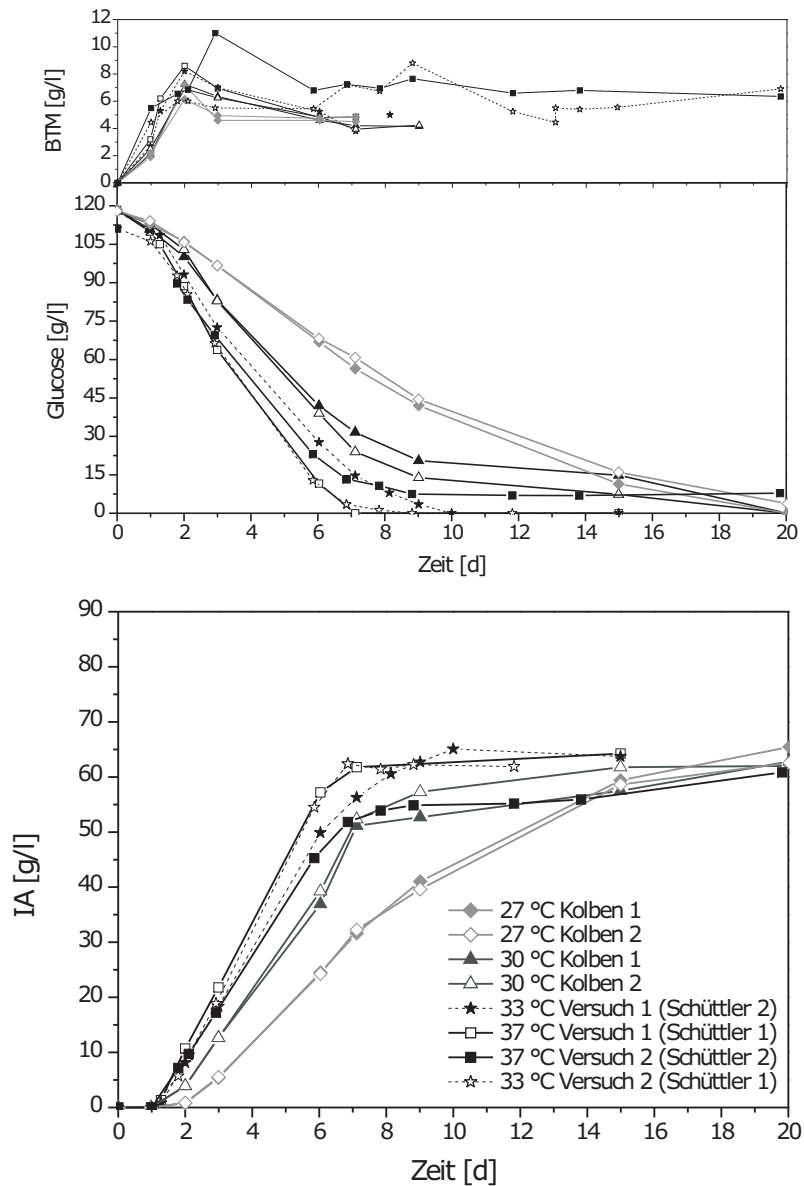 12
10
8
6
4
2
0
BTM [g/l]
120
105
90
75
60
45
30
15
0
Glucose [g/l]
0 2 4 6 8 10 12 14 16 18 20
Zeit [d]
90
80
70
60
50
40
30
20
10
0
IA [g/l]
27 °C Kolben 1
27 °C Kolben 2
30 °C Kolben 1
30 °C Kolben 2
33 °C Versuch 1 (Schüttler 2)
37 °C Versuch 1 (Schüttler 1)
37 °C Versuch 2 (Schüttler 2)
33 °C Versuch 2 (Schüttler 1)
0 2 4 6 8 10 12 14 16 18 20
Zeit [d]